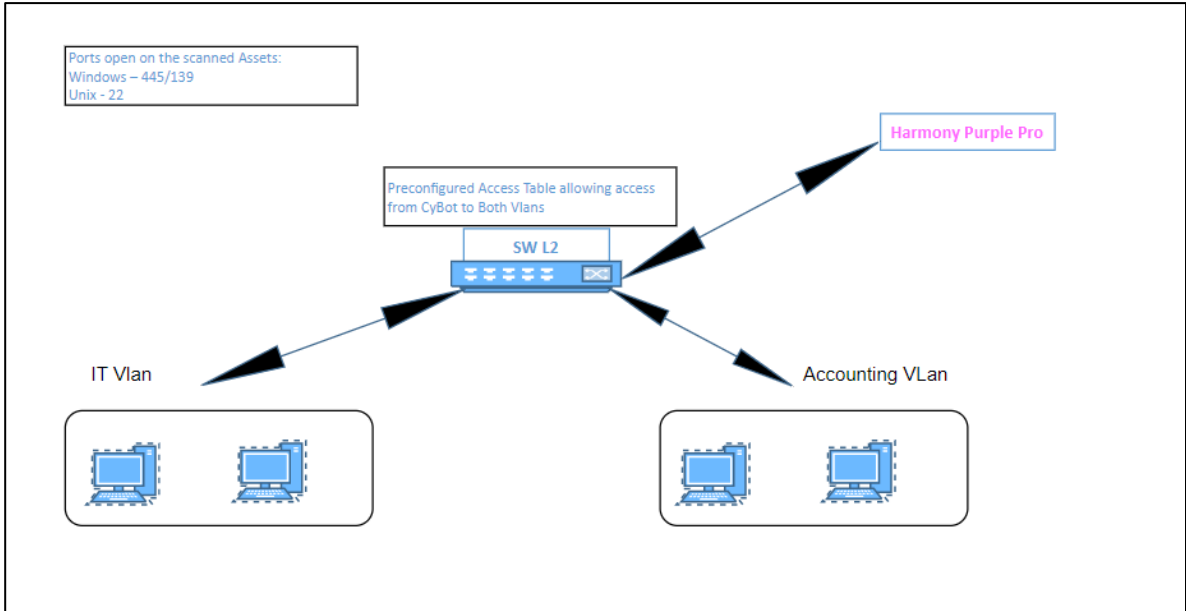 Ports open on the scanned Assets:
Windows – 445/139
Unix - 22
Harmony Purple Pro
Preconfigured Access Table allowing access
from CyBot to Both Vlans
SW L2
IT Vlan
Accounting VLan